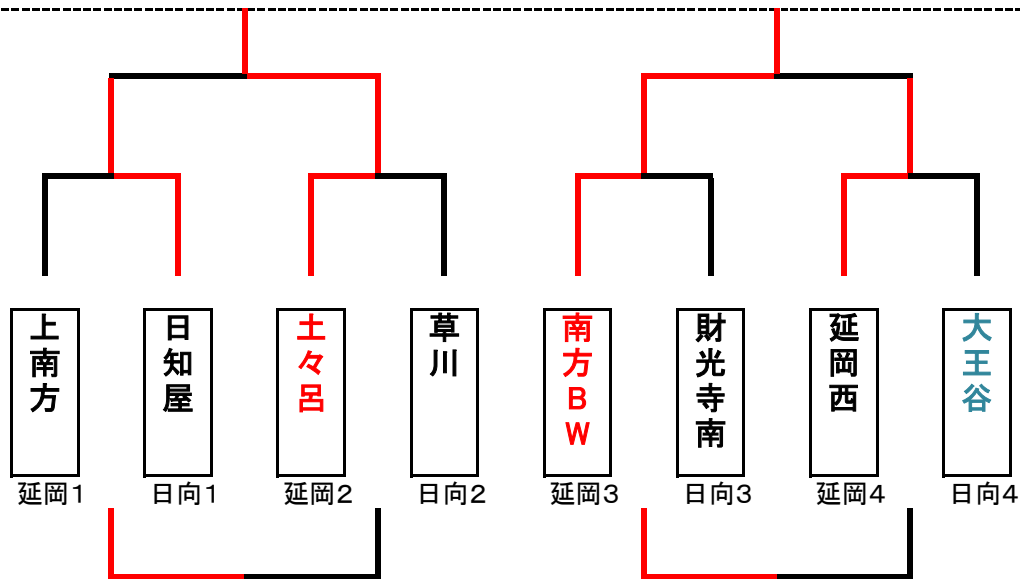 上南方
日知屋
土々呂
草川
南方BW
財光寺南
延岡西
大王谷
延岡1
日向1
延岡2
日向2
延岡3
日向3
延岡4
日向4